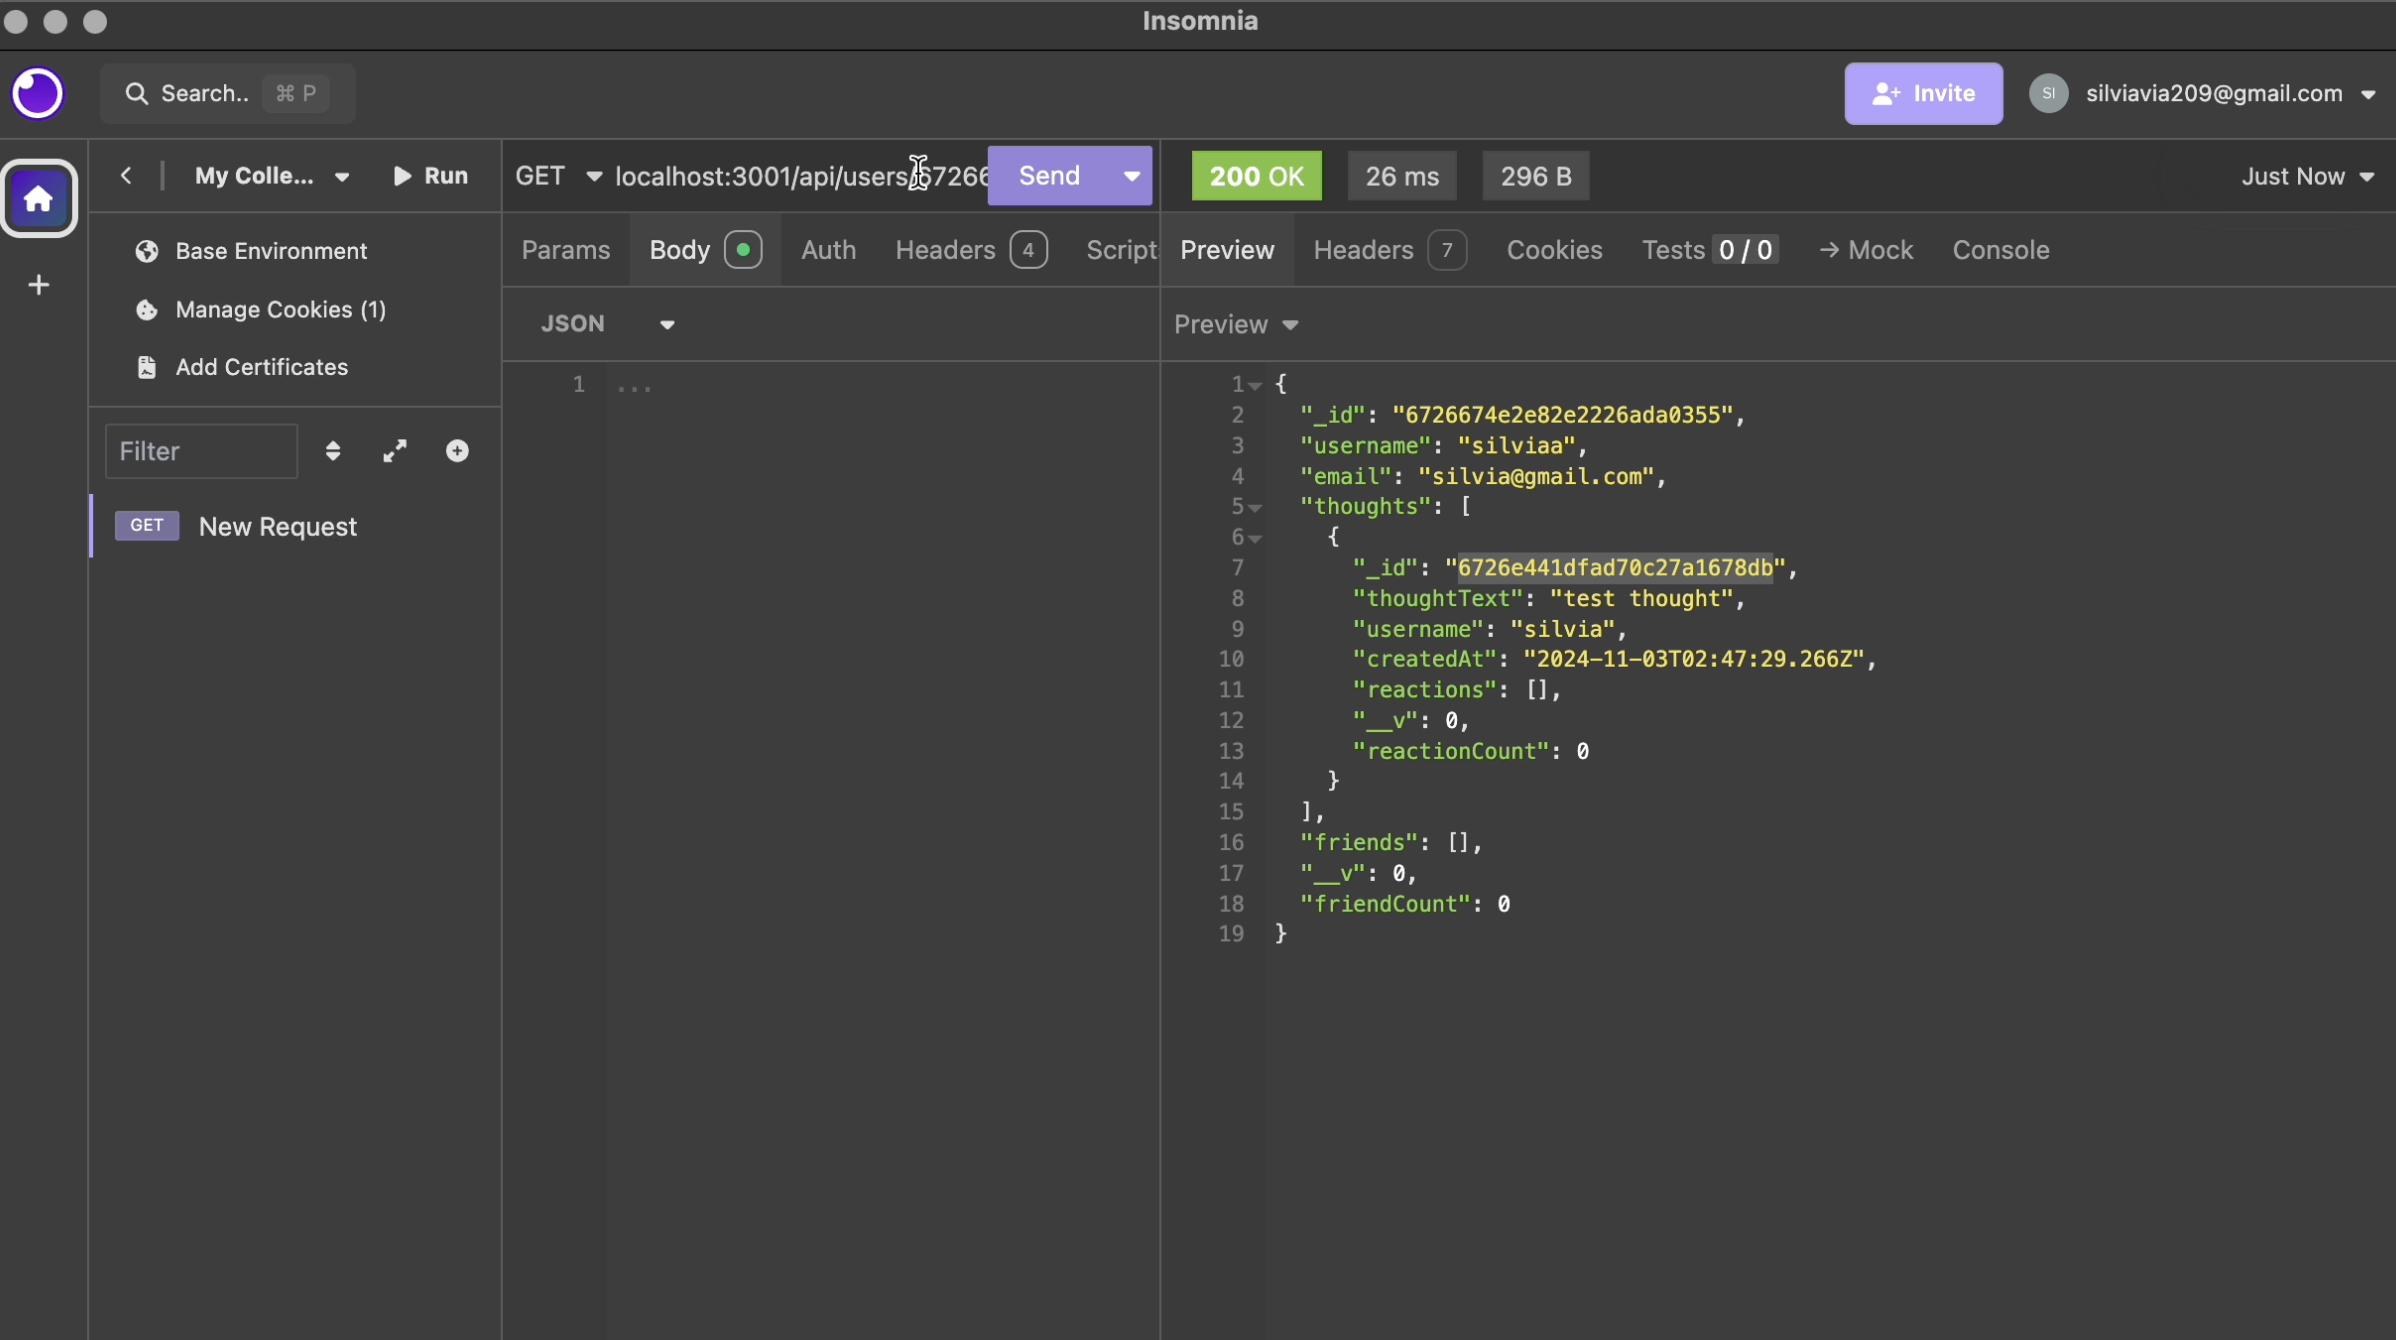 Insomnia
Search.. ⌘ P
Invite
SI silviavia209@gmail.com
My Colle... Run
GET localhost:3001/api/users/67266 Send
200 OK 26 ms 296 B Just Now
Base Environment
Manage Cookies (1)
Add Certificates
Filter
GET New Request
Params Body Auth Headers 4 Script
JSON
1 ...
Preview Headers 7 Cookies Tests 0 / 0 → Mock Console
Preview
1 {
2 "_id": "6726674e2e82e2226ada0355",
3 "username": "silviaa",
4 "email": "silvia@gmail.com",
5 "thoughts": [
6 {
7 "_id": "6726e441dfad70c27a1678db",
8 "thoughtText": "test thought",
9 "username": "silvia",
10 "createdAt": "2024-11-03T02:47:29.266Z",
11 "reactions": [],
12 "__v": 0,
13 "reactionCount": 0
14 }
15 ],
16 "friends": [],
17 "__v": 0,
18 "friendCount": 0
19 }